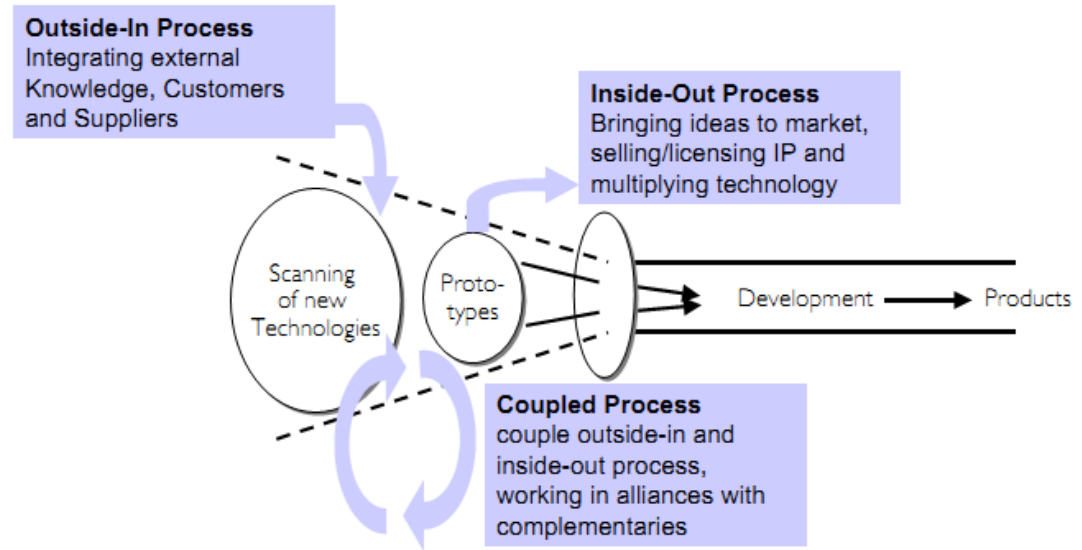 Outside-In Process
Integrating external
Knowledge, Customers
and Suppliers
Inside-Out Process
Bringing ideas to market,
selling/licensing IP and
multiplying technology
Scanning
of new
Technologies
Proto-
types
Development
Products
Coupled Process
couple outside-in and
inside-out process,
working in alliances with
complementaries